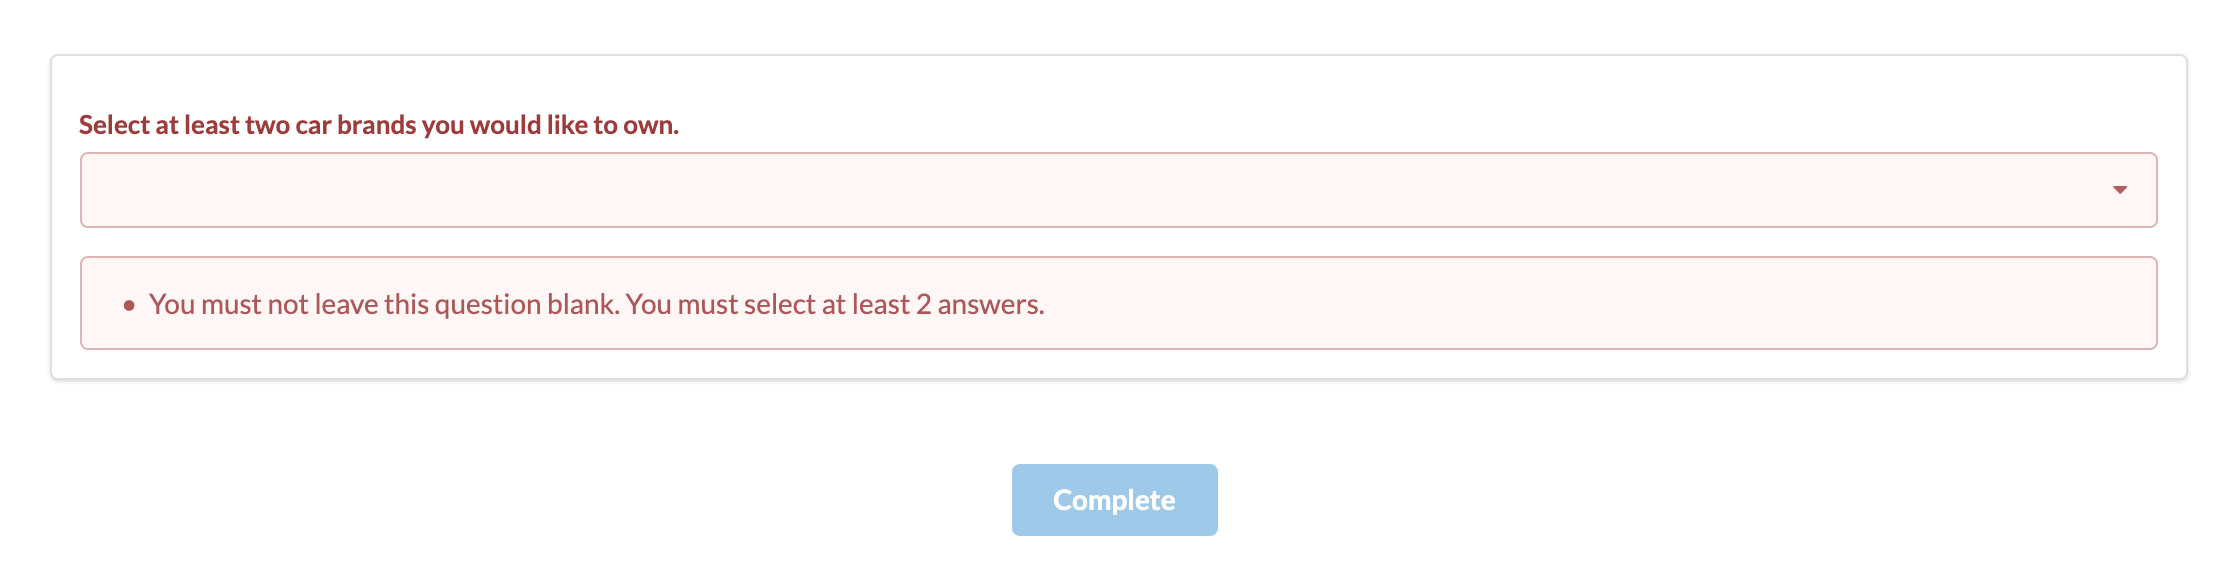 Select at least two car brands you would like to own.
You must not leave this question blank. You must select at least 2 answers.
Complete